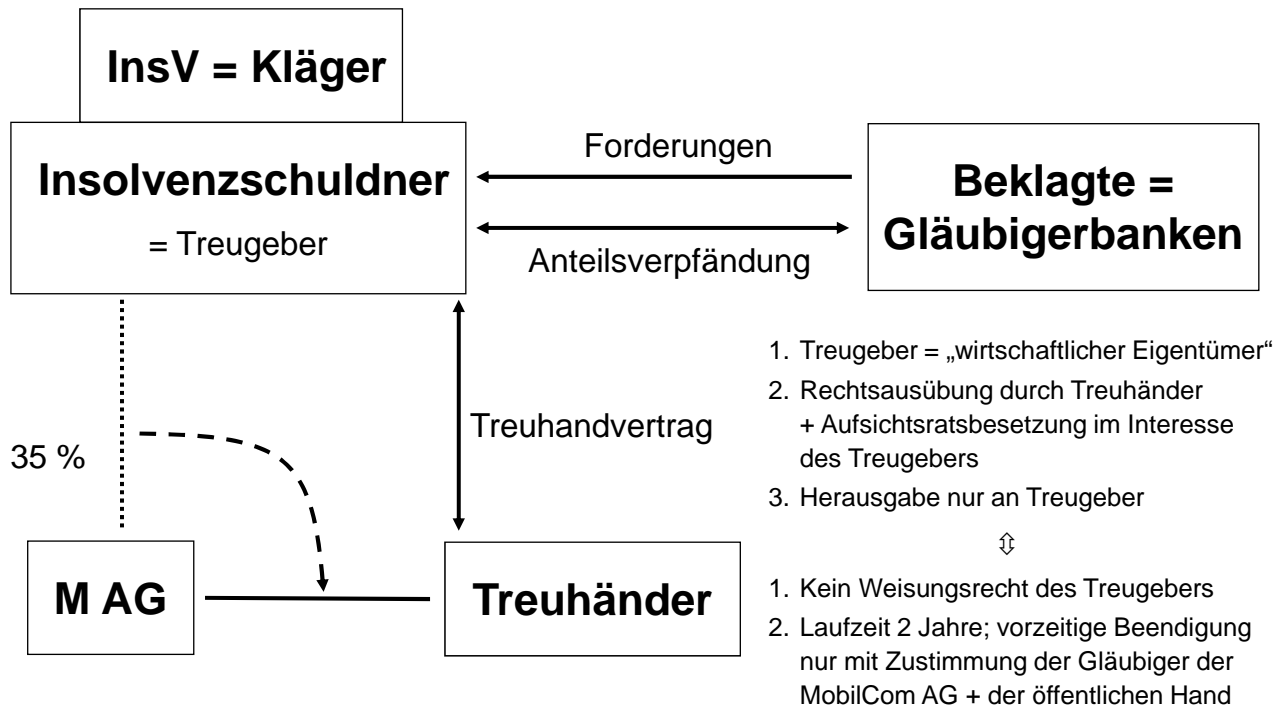 InsV = Kläger
Insolvenzschuldner
= Treugeber
Forderungen
Anteilsverpfändung
Beklagte =
Gläubigerbanken
35 %
Treuhandvertrag
M AG
Treuhänder
1. Treugeber = „wirtschaftlicher Eigentümer“
2. Rechtsausübung durch Treuhänder
+ Aufsichtsratsbesetzung im Interesse
des Treugebers
3. Herausgabe nur an Treugeber
⇳
1. Kein Weisungsrecht des Treugebers
2. Laufzeit 2 Jahre; vorzeitige Beendigung
nur mit Zustimmung der Gläubiger der
MobilCom AG + der öffentlichen Hand